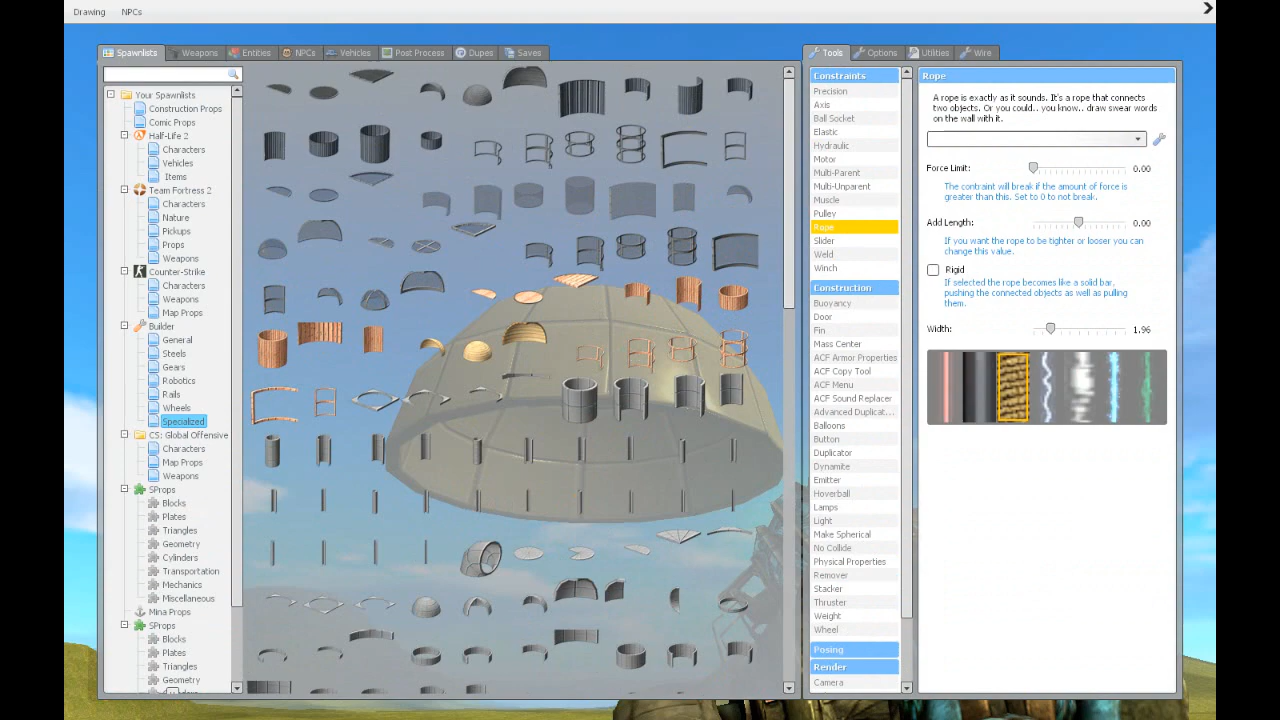 Drawing NPCs
Spawnlists Weapons Entities NPCs Vehicles Post Process Dupes Saves
Your Spawnlists
Construction Props
Comic Props
Half-Life 2
Characters
Vehicles
Items
Team Fortress 2
Characters
Nature
Pickups
Props
Weapons
Counter-Strike
Characters
Weapons
Map Props
Builder
General
Steels
Gears
Robotics
Rails
Wheels
Specialized
CS: Global Offensive
Characters
Map Props
Weapons
SProps
Blocks
Plates
Triangles
Geometry
Cylinders
Transportation
Mechanics
Miscellaneous
Mina Props
SProps
Blocks
Plates
Triangles
Geometry
Tools Options Utilities Wire
Constraints
Precision
Axis
Ball Socket
Elastic
Hydraulic
Motor
Multi-Parent
Multi-Unparent
Muscle
Pulley
Rope
Slider
Weld
Winch
Construction
Buoyancy
Door
Fin
Mass Center
ACF Armor Properties
ACF Copy Tool
ACF Menu
ACF Sound Replacer
Advanced Duplicat...
Balloons
Button
Duplicator
Dynamite
Emitter
Hoverball
Lamps
Light
Make Spherical
No Collide
Physical Properties
Remover
Stacker
Thruster
Weight
Wheel
Posing
Render
Camera
Rope
A rope is exactly as it sounds. It's a rope that connects
two objects. Or you could.. you know.. draw swear words
on the wall with it.
Force Limit: 0.00
The contraint will break if the amount of force is
greater than this. Set to 0 to not break.
Add Length: 0.00
If you want the rope to be tighter or looser you can
change this value.
Rigid
If selected the rope becomes like a solid bar,
pushing the connected objects as well as pulling
them.
Width: 1.96